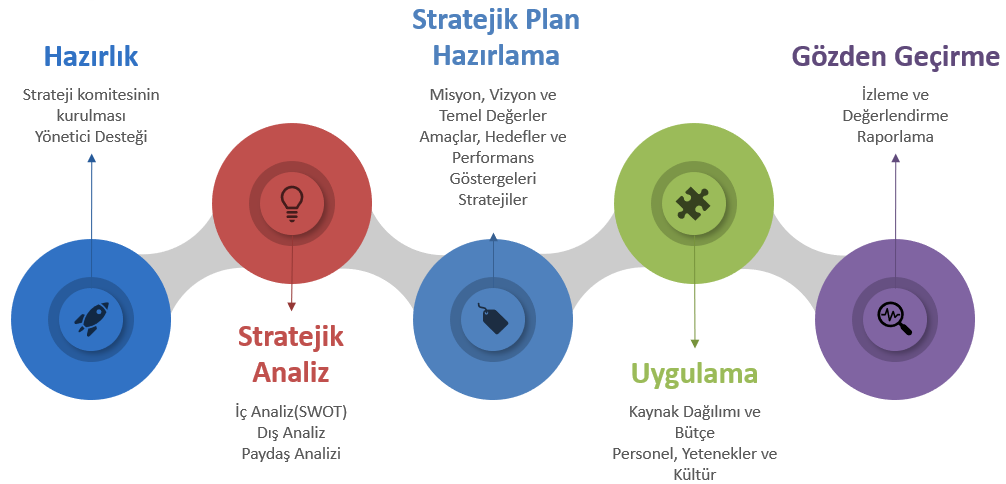 Hazırlık
Strateji komitesinin
kurulması
Yönetici Desteği
Stratejik
Analiz
İç Analiz(SWOT)
Dış Analiz
Paydaş Analizi
Stratejik Plan
Hazırlama
Misyon, Vizyon ve
Temel Değerler
Amaçlar, Hedefler ve
Performans
Göstergeleri
Stratejiler
Uygulama
Kaynak Dağılımı ve
Bütçe
Personel, Yetenekler ve
Kültür
Gözden Geçirme
İzleme ve
Değerlendirme
Raporlama